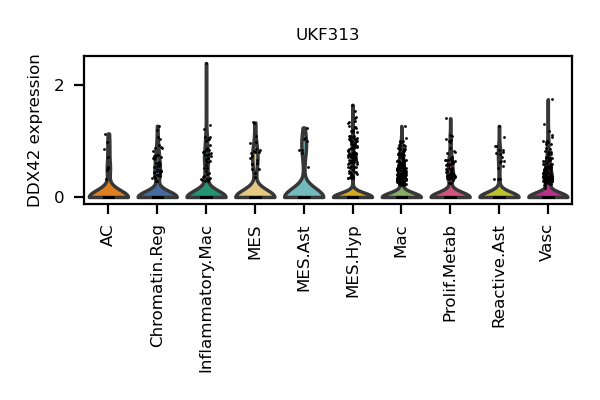 UKF313
DDX42 expression
2
0
AC
Chromatin.Reg
Inflammatory.Mac
MES
MES.Ast
MES.Hyp
Mac
Prolif.Metab
Reactive.Ast
Vasc